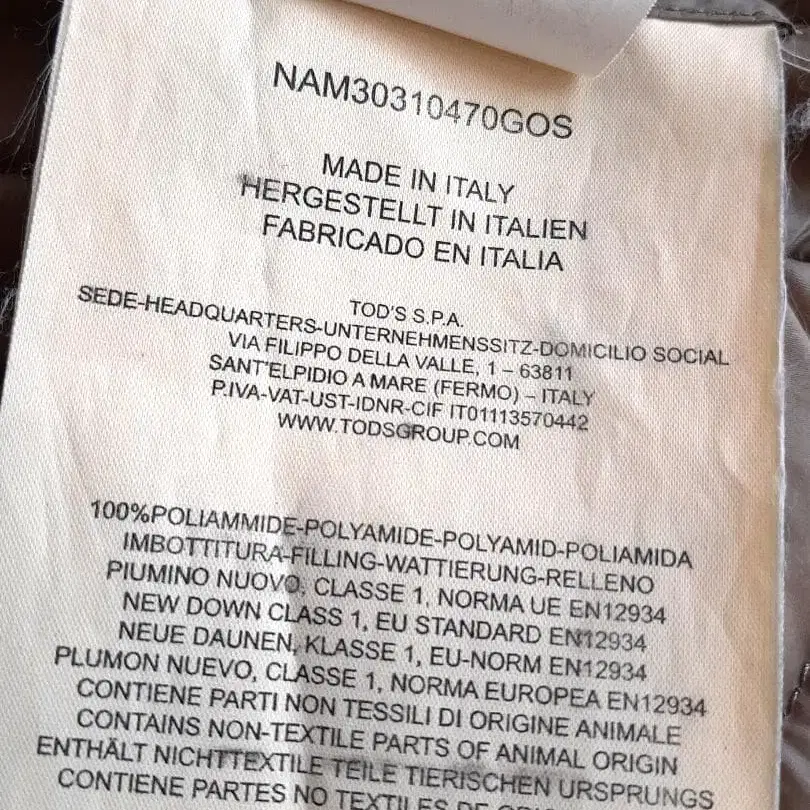 NAM30310470GOS
MADE IN ITALY
HERGESTELLT IN ITALIEN
FABRICADO EN ITALIA
TOD'S S.P.A.
SEDE-HEADQUARTERS-UNTERNEHMENSSITZ-DOMICILIO SOCIAL
VIA FILIPPO DELLA VALLE, 1 – 63811
SANT'ELPIDIO A MARE (FERMO) – ITALY
P.IVA-VAT-UST-IDNR-CIF IT01113570442
WWW.TODSGROUP.COM
100%POLIAMMIDE-POLYAMIDE-POLYAMID-POLIAMIDA
IMBOTTITURA-FILLING-WATTIERUNG-RELLENO
PIUMINO NUOVO, CLASSE 1, NORMA UE EN12934
NEW DOWN CLASS 1, EU STANDARD EN12934
NEUE DAUNEN, KLASSE 1, EU-NORM EN12934
PLUMON NUEVO, CLASSE 1, NORMA EUROPEA EN12934
CONTIENE PARTI NON TESSILI DI ORIGINE ANIMALE
CONTAINS NON-TEXTILE PARTS OF ANIMAL ORIGIN
ENTHÄLT NICHTTEXTILE TEILE TIERISCHEN URSPRUNGS
CONTIENE PARTES NO TEXTILES DE